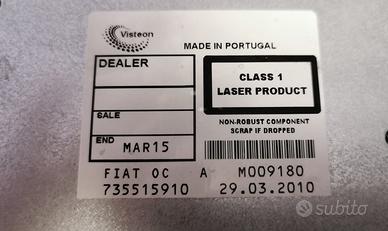 Visteon
MADE IN PORTUGAL
DEALER
CLASS 1
LASER PRODUCT
SALE
NON-ROBUST COMPONENT
SCRAP IF DROPPED
END
MAR15
FIAT OC A M009180
735515910 29.03.2010
subito